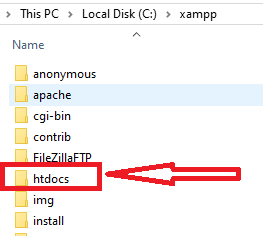 This PC > Local Disk (C:) > xampp
Name
anonymous
apache
cgi-bin
contrib
FileZillaFTP
htdocs
img
install